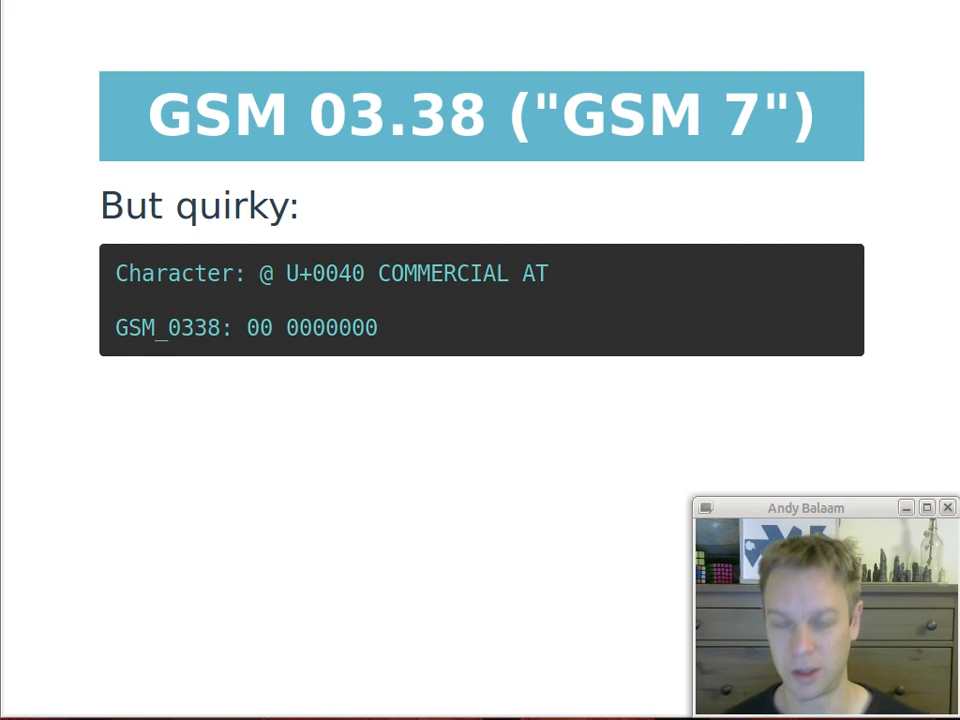 GSM 03.38 ("GSM 7")
But quirky:
Character: @ U+0040 COMMERCIAL AT
GSM_0338: 00 0000000
Andy Balaam